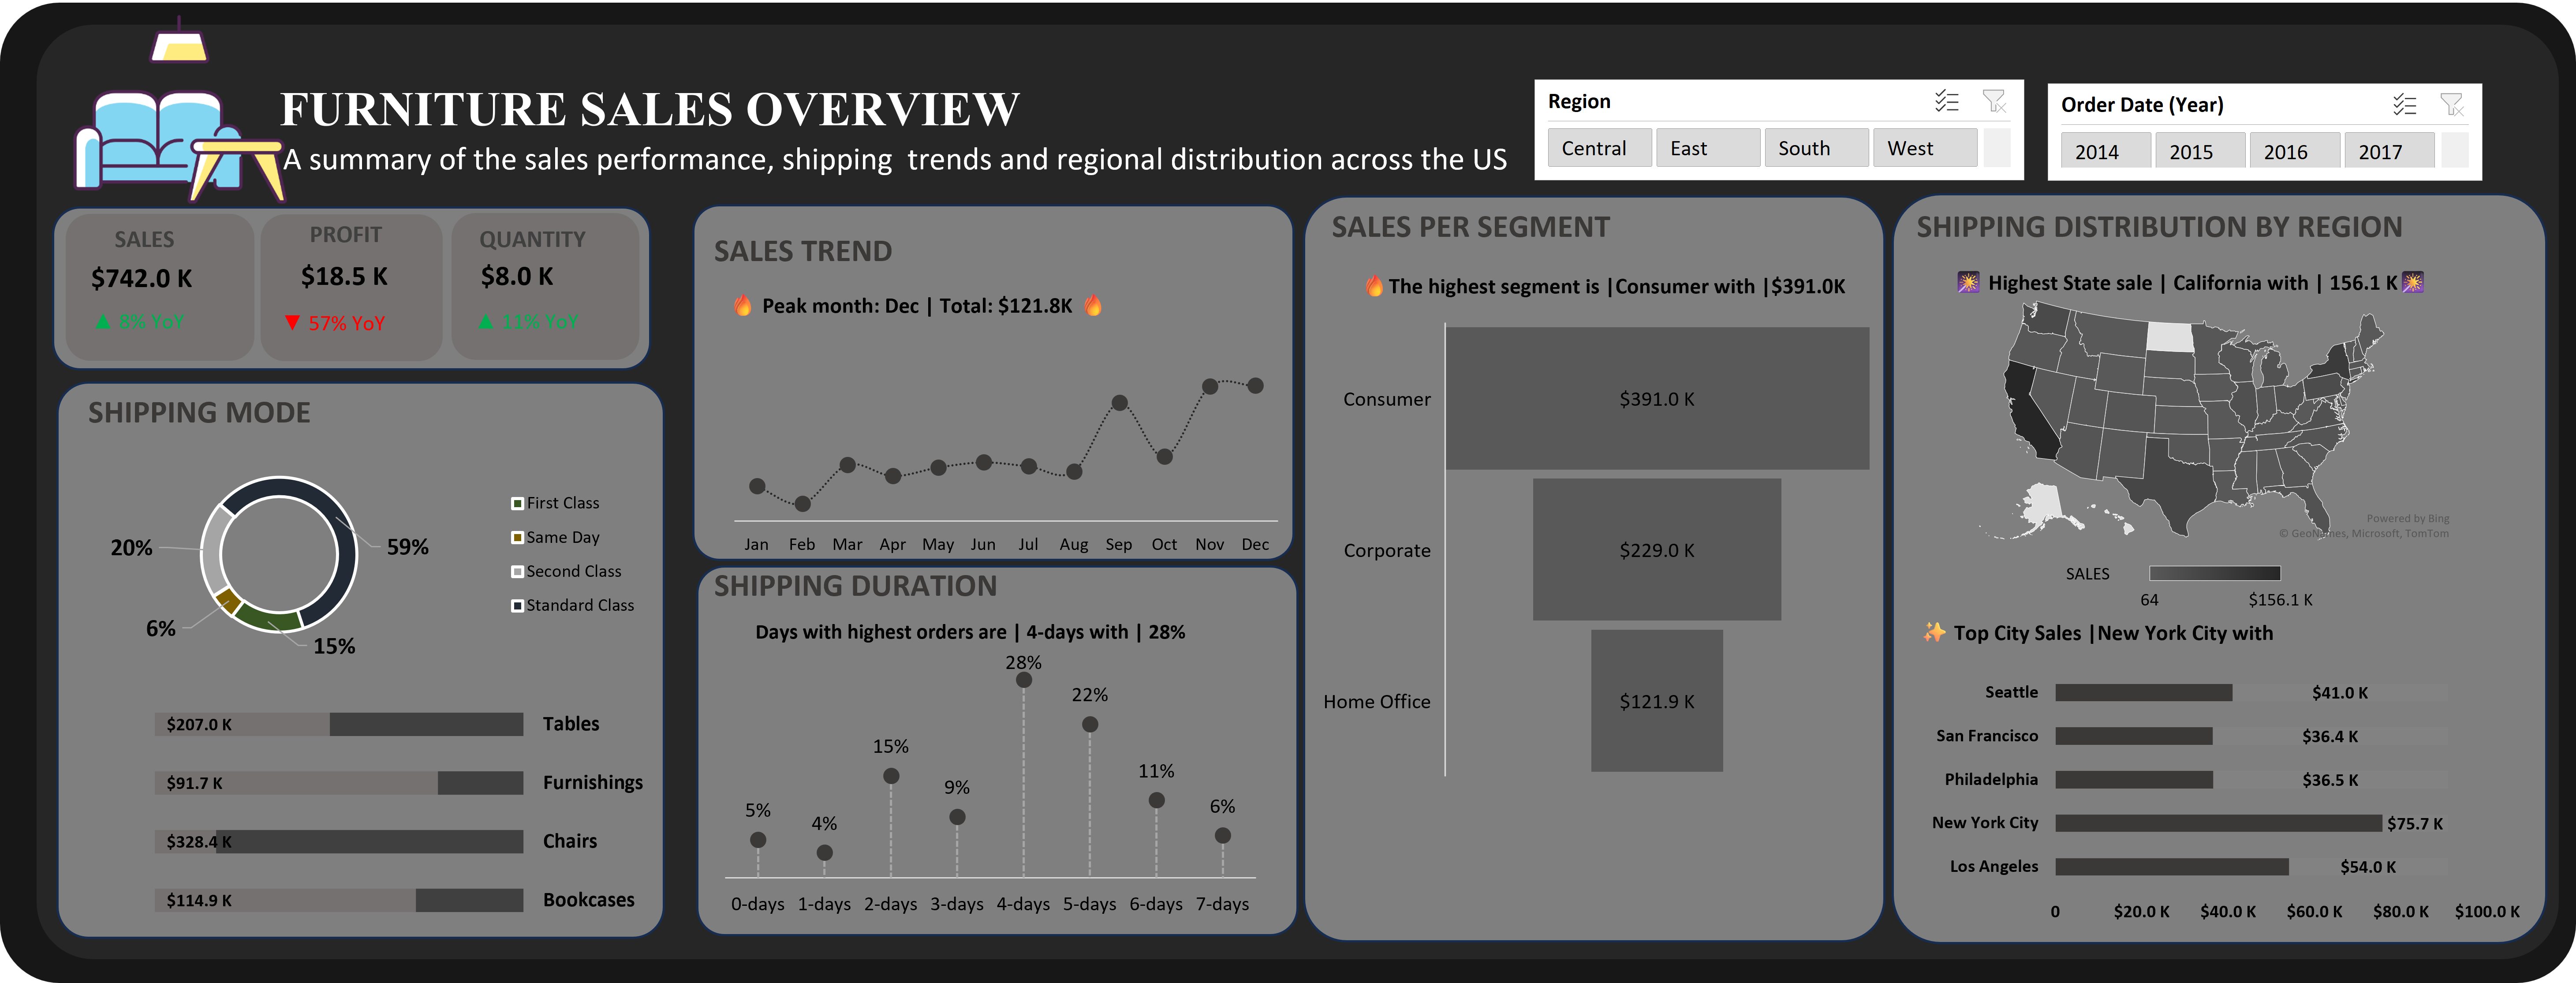 FURNITURE SALES OVERVIEW
A summary of the sales performance, shipping  trends and regional distribution across the US
Region
Central East South West
Order Date (Year)
2014 2015 2016 2017
SALES
$742.0 K
▲ 8% YoY
PROFIT
$18.5 K
▼ 57% YoY
QUANTITY
$8.0 K
▲ 11% YoY
SHIPPING MODE
20%
59%
6%
15%
First Class
Same Day
Second Class
Standard Class
$207.0 K Tables
$91.7 K Furnishings
$328.4 K Chairs
$114.9 K Bookcases
SALES TREND
🔥 Peak month: Dec | Total: $121.8K 🔥
Jan Feb Mar Apr May Jun Jul Aug Sep Oct Nov Dec
SHIPPING DURATION
Days with highest orders are | 4-days with | 28%
5% 4% 15% 9% 28% 22% 11% 6%
0-days 1-days 2-days 3-days 4-days 5-days 6-days 7-days
SALES PER SEGMENT
🔥The highest segment is |Consumer with |$391.0K
Consumer $391.0 K
Corporate $229.0 K
Home Office $121.9 K
SHIPPING DISTRIBUTION BY REGION
🎆 Highest State sale | California with | 156.1 K🎆
Powered by Bing
© GeoNames, Microsoft, TomTom
SALES
64 $156.1 K
✨ Top City Sales |New York City with
Seattle $41.0 K
San Francisco $36.4 K
Philadelphia $36.5 K
New York City $75.7 K
Los Angeles $54.0 K
0 $20.0 K $40.0 K $60.0 K $80.0 K $100.0 K